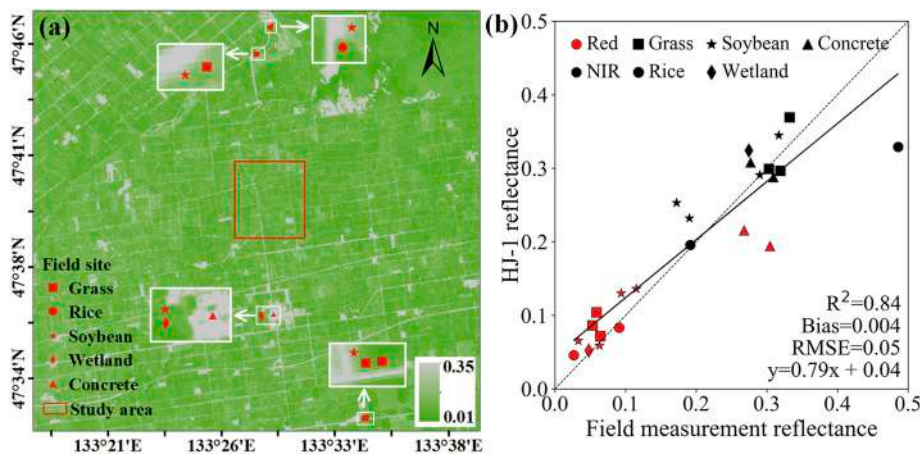 (a)
N
47°46'N
47°41'N
47°38'N
47°34'N
Field site
Grass
Rice
Soybean
Wetland
Concrete
Study area
0.35
0.01
133°21'E 133°26'E 133°33'E 133°38'E
(b)
Red Grass Soybean Concrete
NIR Rice Wetland
HJ-1 reflectance
0.5
0.4
0.3
0.2
0.1
0.0
R²=0.84
Bias=0.004
RMSE=0.05
y=0.79x + 0.04
0.0 0.1 0.2 0.3 0.4 0.5
Field measurement reflectance